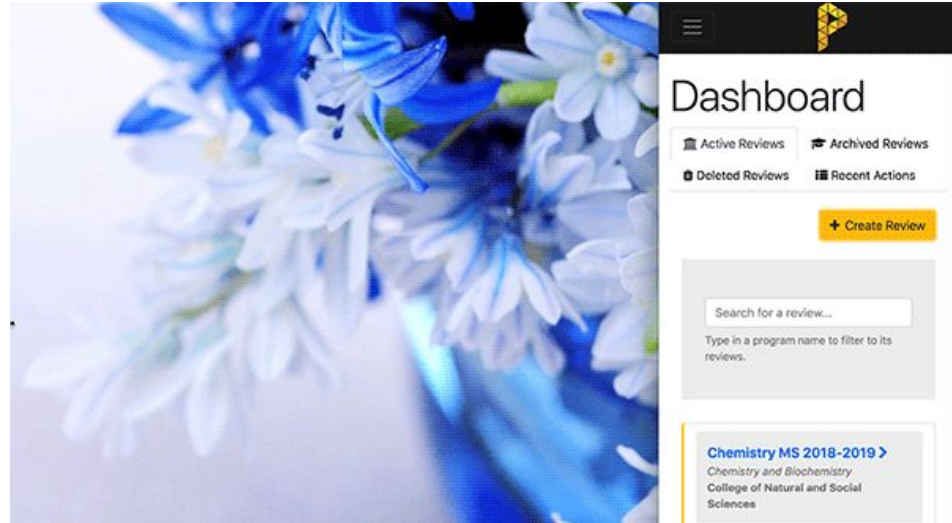 Dashboard
Active Reviews
Archived Reviews
Deleted Reviews
Recent Actions
+ Create Review
Search for a review...
Type in a program name to filter to its
reviews.
Chemistry MS 2018-2019 >
Chemistry and Biochemistry
College of Natural and Social
Sciences